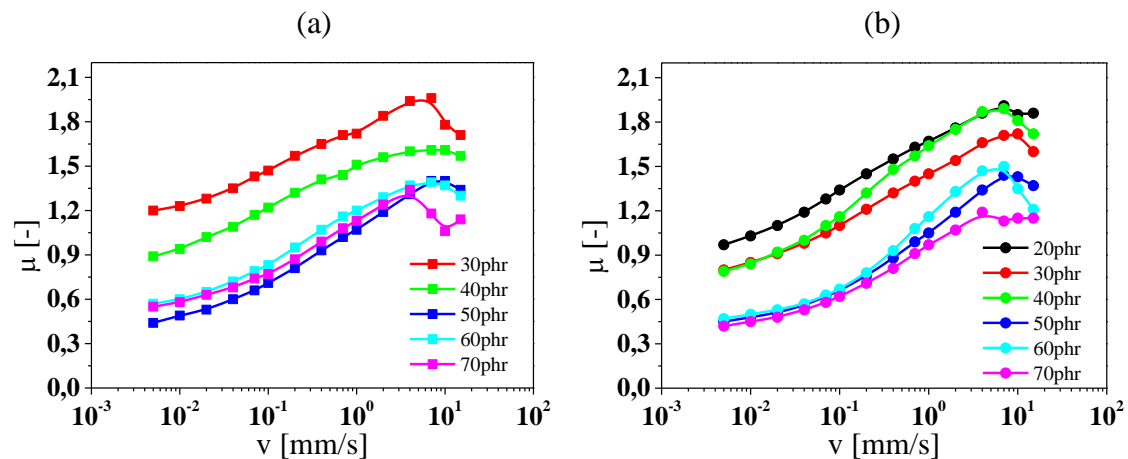 (a)
2,1
1,8
1,5
1,2
0,9
0,6
0,3
0,0
μ [-]
10⁻³ 10⁻² 10⁻¹ 10⁰ 10¹ 10²
v [mm/s]
30phr
40phr
50phr
60phr
70phr
(b)
2,1
1,8
1,5
1,2
0,9
0,6
0,3
0,0
μ [-]
10⁻³ 10⁻² 10⁻¹ 10⁰ 10¹ 10²
v [mm/s]
20phr
30phr
40phr
50phr
60phr
70phr